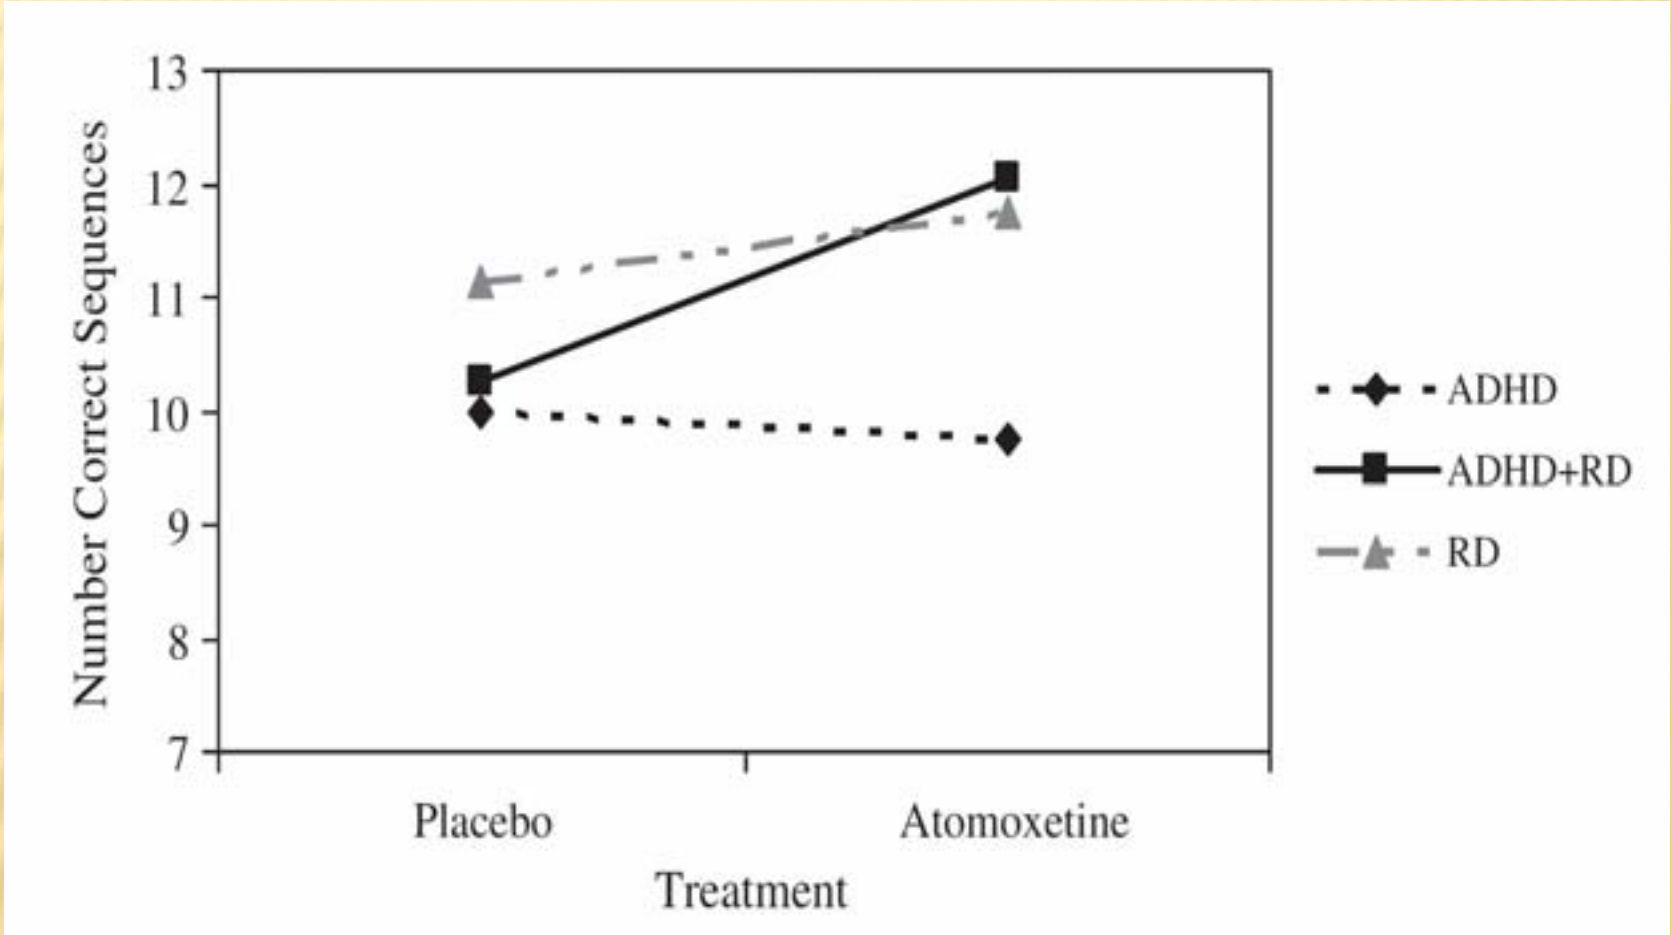 13
12
11
10
9
8
7
Number Correct Sequences
Placebo
Atomoxetine
Treatment
ADHD
ADHD+RD
RD